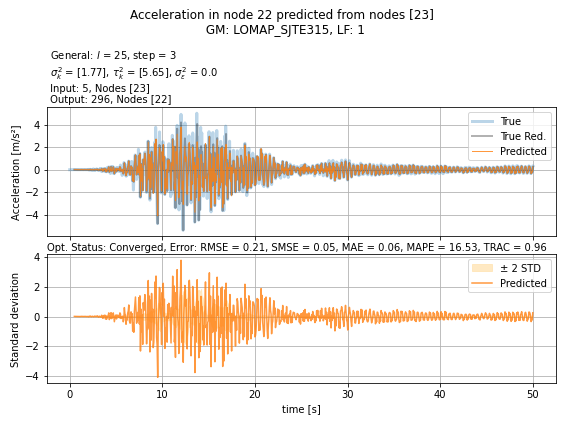 Acceleration in node 22 predicted from nodes [23]
GM: LOMAP_SJTE315, LF: 1
General: l = 25, step = 3
σ²ₖ = [1.77], τ²ₖ = [5.65], σ²ε = 0.0
Input: 5, Nodes [23]
Output: 296, Nodes [22]
Acceleration [m/s²]
4
2
0
−2
−4
True
True Red.
Predicted
Opt. Status: Converged, Error: RMSE = 0.21, SMSE = 0.05, MAE = 0.06, MAPE = 16.53, TRAC = 0.96
Standard deviation
4
2
0
−2
−4
± 2 STD
Predicted
0 10 20 30 40 50
time [s]